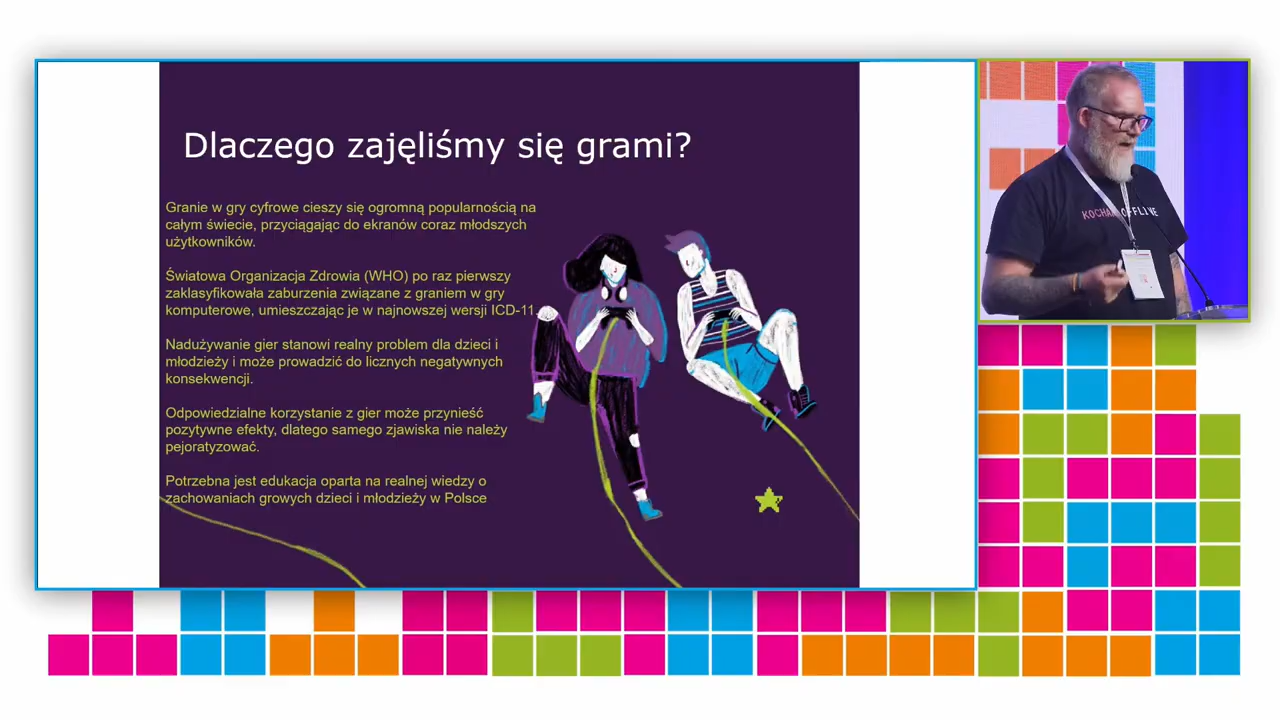 Dlaczego zajęliśmy się grami?
Granie w gry cyfrowe cieszy się ogromną popularnością na
całym świecie, przyciągając do ekranów coraz młodszych
użytkowników.
Światowa Organizacja Zdrowia (WHO) po raz pierwszy
zaklasyfikowała zaburzenia związane z graniem w gry
komputerowe, umieszczając je w najnowszej wersji ICD-11.
Nadużywanie gier stanowi realny problem dla dzieci i
młodzieży i może prowadzić do licznych negatywnych
konsekwencji.
Odpowiedzialne korzystanie z gier może przynieść
pozytywne efekty, dlatego samego zjawiska nie należy
pejoratyzować.
Potrzebna jest edukacja oparta na realnej wiedzy o
zachowaniach growych dzieci i młodzieży w Polsce